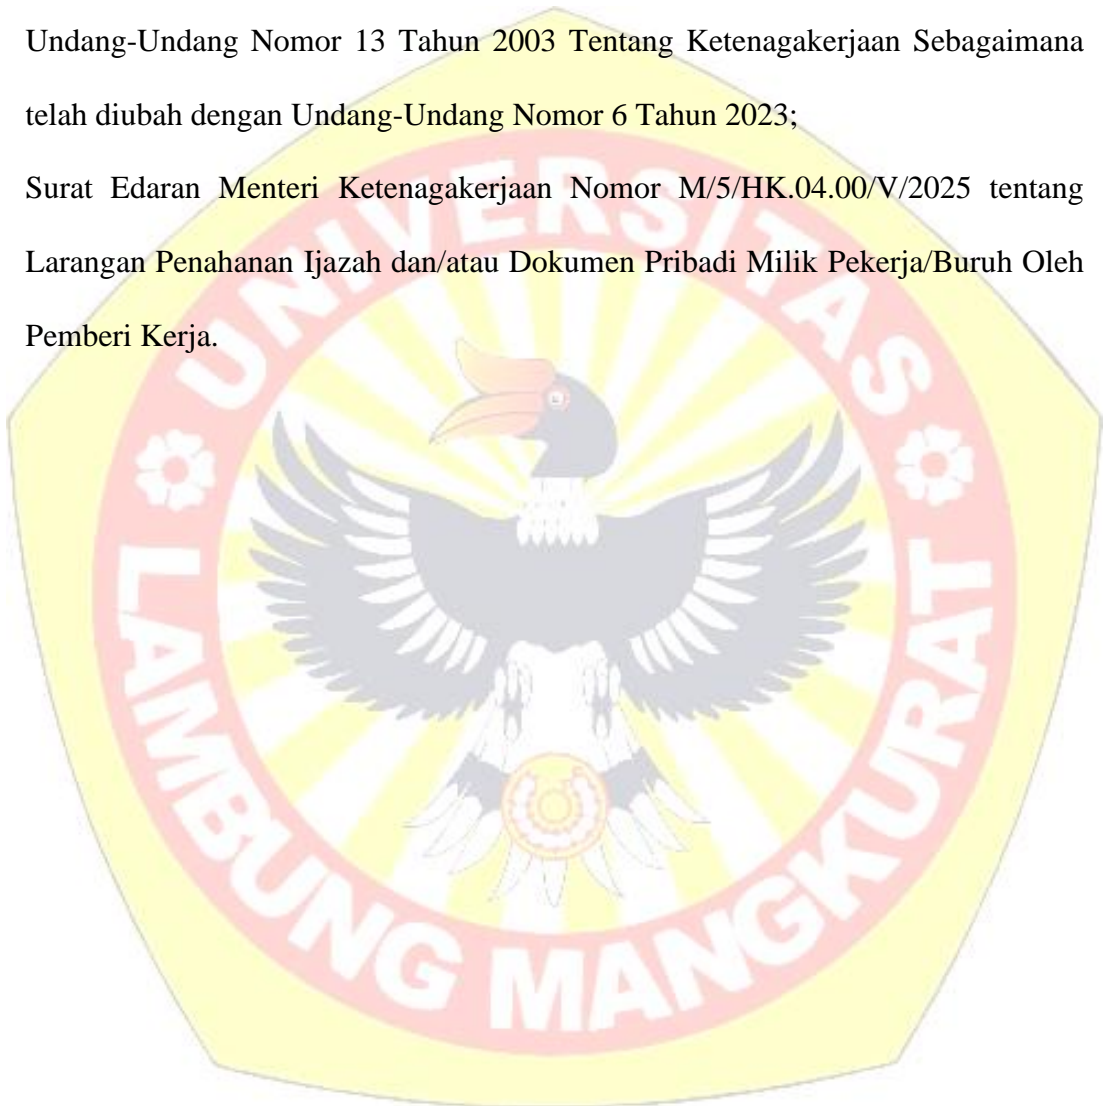 Undang-Undang Nomor 13 Tahun 2003 Tentang Ketenagakerjaan Sebagaimana
telah diubah dengan Undang-Undang Nomor 6 Tahun 2023;
Surat Edaran Menteri Ketenagakerjaan Nomor M/5/HK.04.00/V/2025 tentang
Larangan Penahanan Ijazah dan/atau Dokumen Pribadi Milik Pekerja/Buruh Oleh
Pemberi Kerja.
UNIVERSITAS
LAMBUNG MANGKURAT